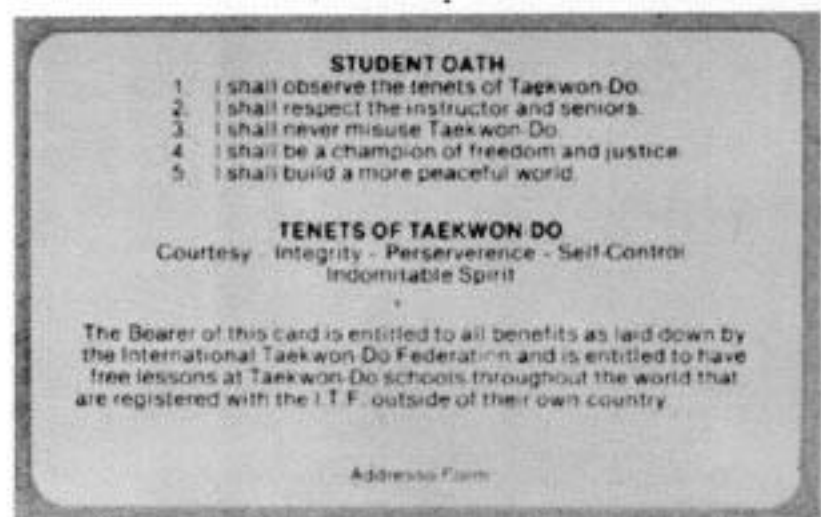 STUDENT OATH
1. I shall observe the tenets of Taekwon-Do.
2. I shall respect the instructor and seniors.
3. I shall never misuse Taekwon-Do.
4. I shall be a champion of freedom and justice.
5. I shall build a more peaceful world.
TENETS OF TAEKWON-DO
Courtesy - Integrity - Perserverence - Self-Control
Indomitable Spirit
The Bearer of this card is entitled to all benefits as laid down by
the International Taekwon-Do Federation and is entitled to have
free lessons at Taekwon-Do schools throughout the world that
are registered with the I.T.F. outside of their own country.